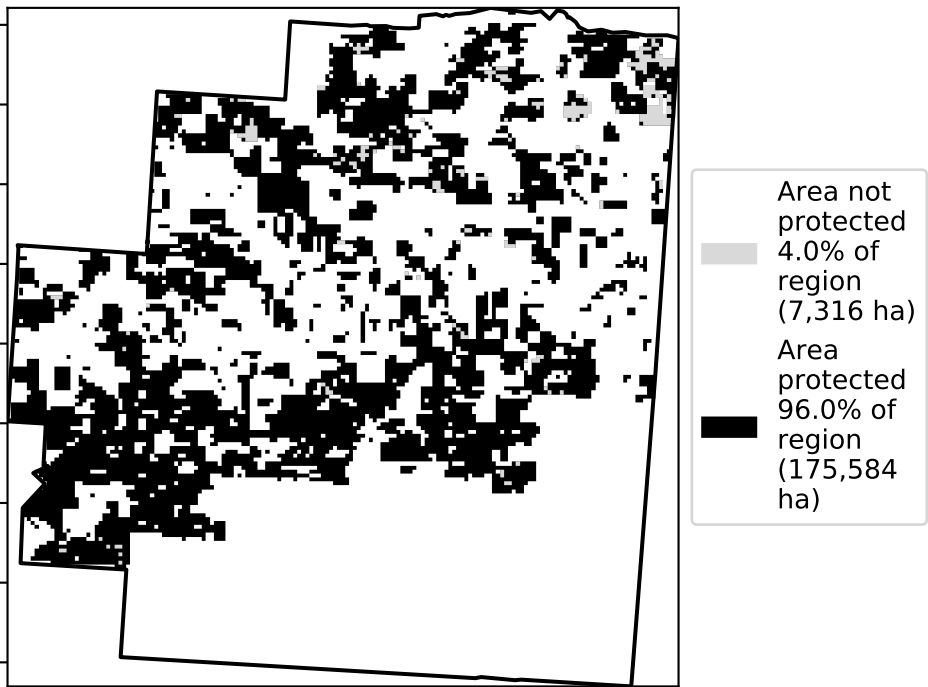 Area not
protected
4.0% of
region
(7,316 ha)
Area
protected
96.0% of
region
(175,584
ha)